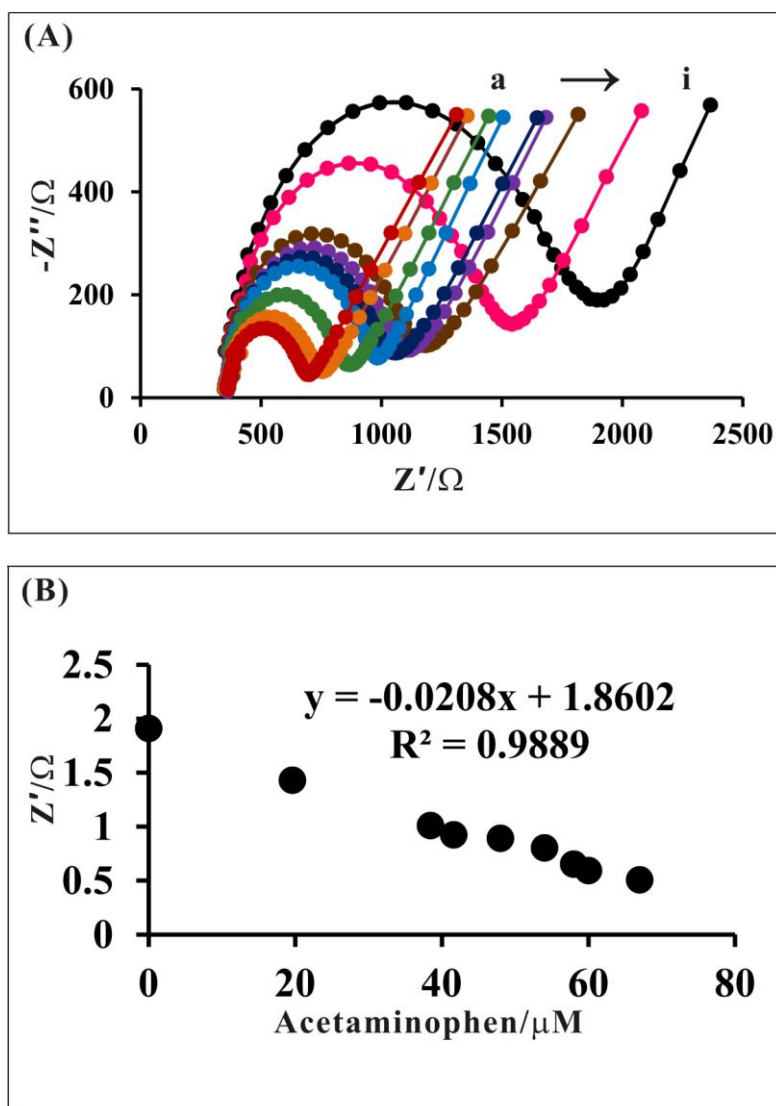 (A)
a → i
600
400
200
0
-Z''/Ω
0 500 1000 1500 2000 2500
Z'/Ω
(B)
2.5
2
1.5
1
0.5
0
Z'/Ω
y = -0.0208x + 1.8602
R² = 0.9889
0 20 40 60 80
Acetaminophen/μM